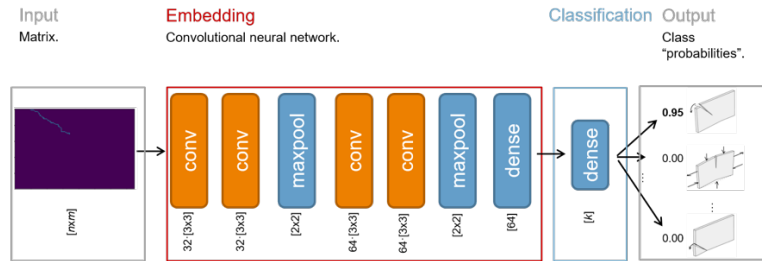 Input
Matrix.
Embedding
Convolutional neural network.
Classification
Output
Class
“probabilities”.
conv
conv
maxpool
conv
conv
maxpool
dense
dense
0.95
0.00
⋮
⋮
0.00
[nxm]
32·[3x3]
32·[3x3]
[2x2]
64·[3x3]
64·[3x3]
[2x2]
[64]
[k]